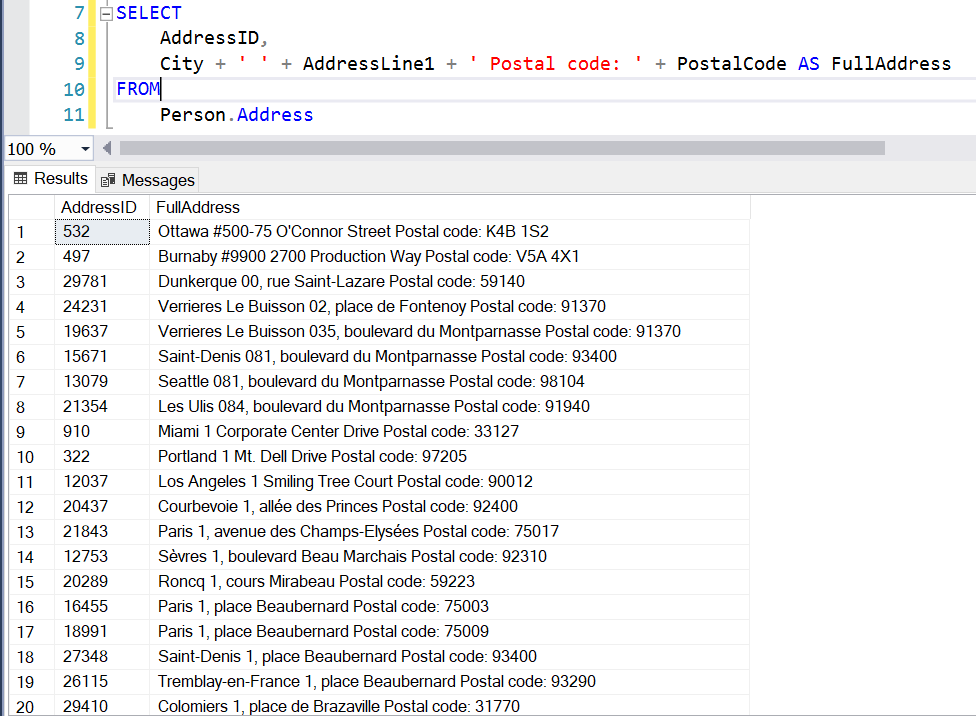 7 SELECT
8 AddressID,
9 City + ' ' + AddressLine1 + ' Postal code: ' + PostalCode AS FullAddress
10 FROM
11 Person.Address
100 %
Results Messages
AddressID FullAddress
1 532 Ottawa #500-75 O'Connor Street Postal code: K4B 1S2
2 497 Burnaby #9900 2700 Production Way Postal code: V5A 4X1
3 29781 Dunkerque 00, rue Saint-Lazare Postal code: 59140
4 24231 Verrieres Le Buisson 02, place de Fontenoy Postal code: 91370
5 19637 Verrieres Le Buisson 035, boulevard du Montparnasse Postal code: 91370
6 15671 Saint-Denis 081, boulevard du Montparnasse Postal code: 93400
7 13079 Seattle 081, boulevard du Montparnasse Postal code: 98104
8 21354 Les Ulis 084, boulevard du Montparnasse Postal code: 91940
9 910 Miami 1 Corporate Center Drive Postal code: 33127
10 322 Portland 1 Mt. Dell Drive Postal code: 97205
11 12037 Los Angeles 1 Smiling Tree Court Postal code: 90012
12 20437 Courbevoie 1, allée des Princes Postal code: 92400
13 21843 Paris 1, avenue des Champs-Elysées Postal code: 75017
14 12753 Sèvres 1, boulevard Beau Marchais Postal code: 92310
15 20289 Roncq 1, cours Mirabeau Postal code: 59223
16 16455 Paris 1, place Beaubernard Postal code: 75003
17 18991 Paris 1, place Beaubernard Postal code: 75009
18 27348 Saint-Denis 1, place Beaubernard Postal code: 93400
19 26115 Tremblay-en-France 1, place Beaubernard Postal code: 93290
20 29410 Colomiers 1, place de Brazaville Postal code: 31770